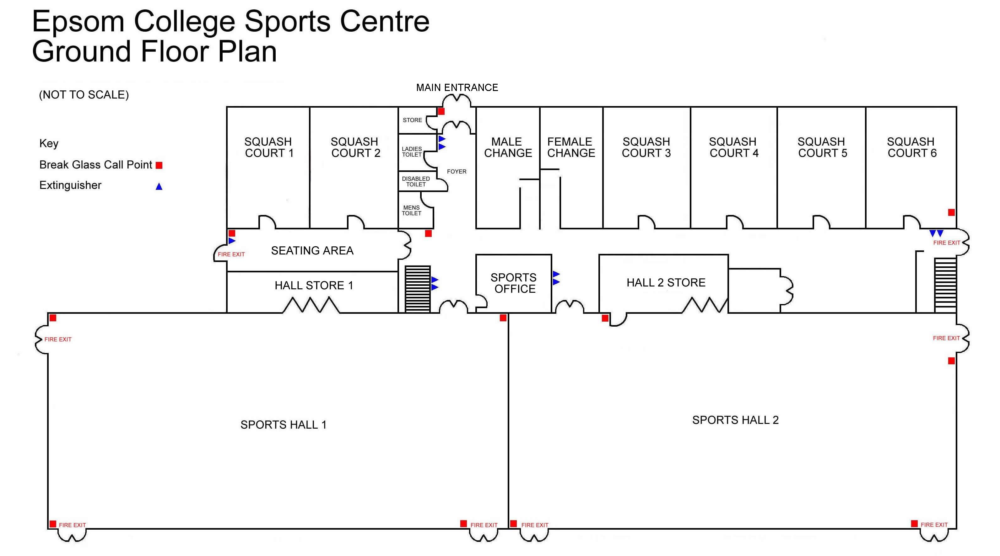 Epsom College Sports Centre
Ground Floor Plan
(NOT TO SCALE)
Key
Break Glass Call Point
Extinguisher
MAIN ENTRANCE
SQUASH
COURT 1
SQUASH
COURT 2
STORE
LADIES
TOILET
DISABLED
TOILET
MENS
TOILET
FOYER
MALE
CHANGE
FEMALE
CHANGE
SQUASH
COURT 3
SQUASH
COURT 4
SQUASH
COURT 5
SQUASH
COURT 6
FIRE EXIT
SEATING AREA
FIRE EXIT
HALL STORE 1
SPORTS
OFFICE
HALL 2 STORE
FIRE EXIT
FIRE EXIT
SPORTS HALL 1
SPORTS HALL 2
FIRE EXIT
FIRE EXIT
FIRE EXIT
FIRE EXIT